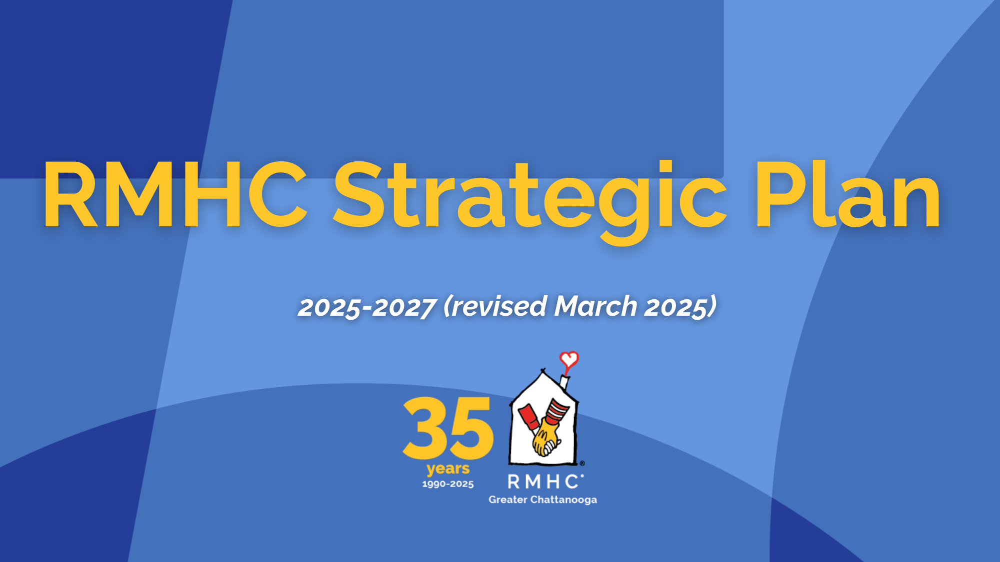 RMHC Strategic Plan
2025-2027 (revised March 2025)
35
years
1990-2025
®
RMHC®
Greater Chattanooga